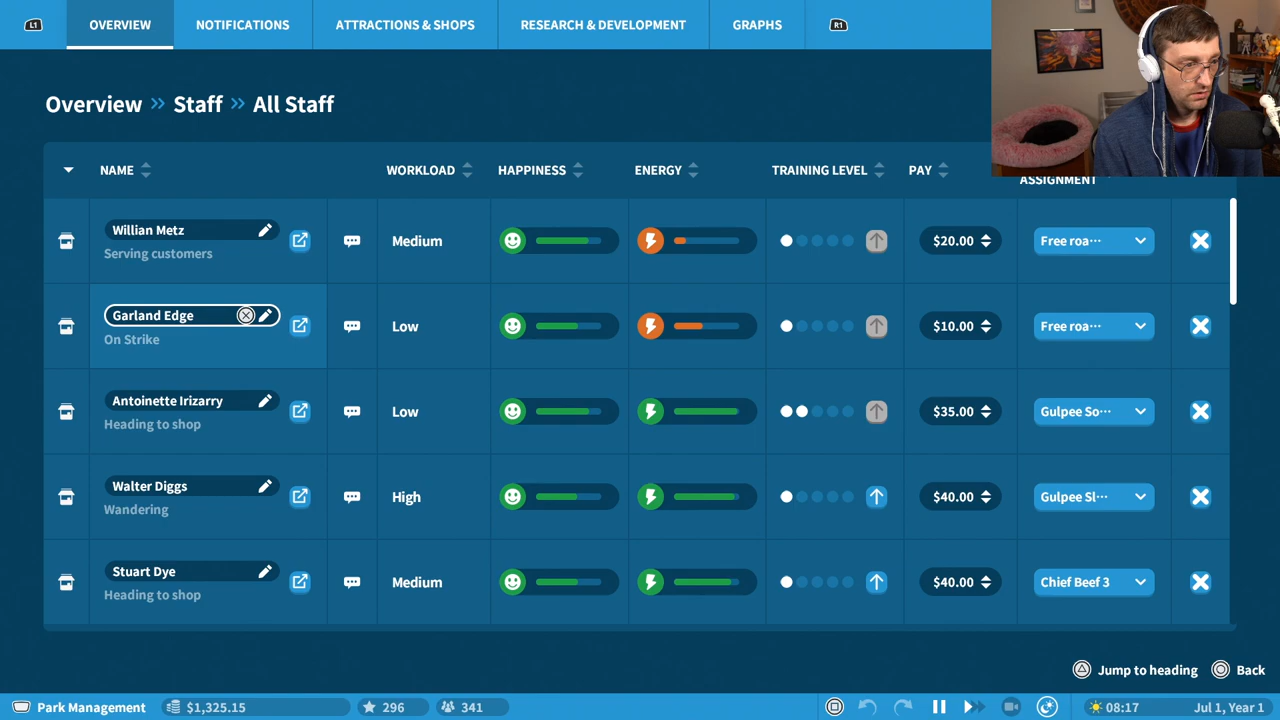 L1 OVERVIEW NOTIFICATIONS ATTRACTIONS & SHOPS RESEARCH & DEVELOPMENT GRAPHS R1
Overview » Staff » All Staff
NAME WORKLOAD HAPPINESS ENERGY TRAINING LEVEL PAY ASSIGNMENT
Willian Metz Medium $20.00 Free roa···
Serving customers
Garland Edge Low $10.00 Free roa···
On Strike
Antoinette Irizarry Low $35.00 Gulpee So···
Heading to shop
Walter Diggs High $40.00 Gulpee Sl···
Wandering
Stuart Dye Medium $40.00 Chief Beef 3
Heading to shop
Jump to heading Back
Park Management $1,325.15 296 341 08:17 Jul 1, Year 1